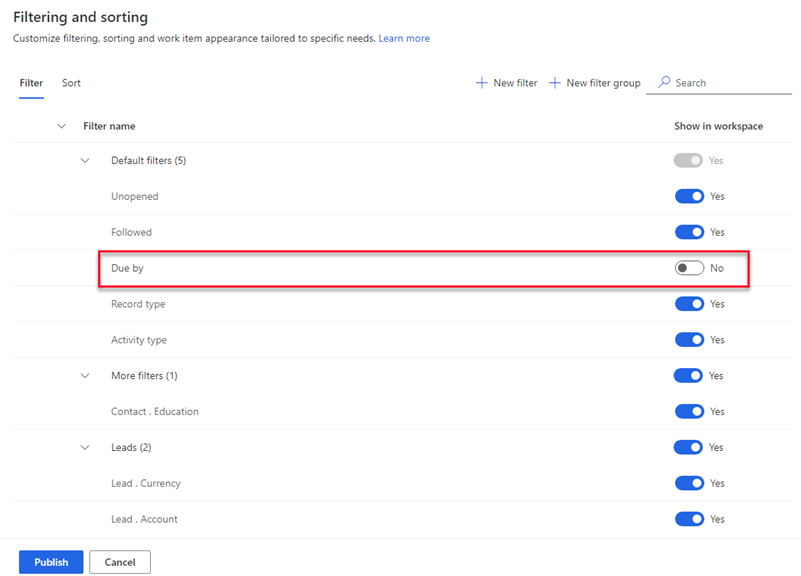 Filtering and sorting
Customize filtering, sorting and work item appearance tailored to specific needs. Learn more
Filter Sort New filter New filter group Search
Filter name Show in workspace
Default filters (5) Yes
Unopened Yes
Followed Yes
Due by No
Record type Yes
Activity type Yes
More filters (1) Yes
Contact . Education Yes
Leads (2) Yes
Lead . Currency Yes
Lead . Account Yes
Publish Cancel